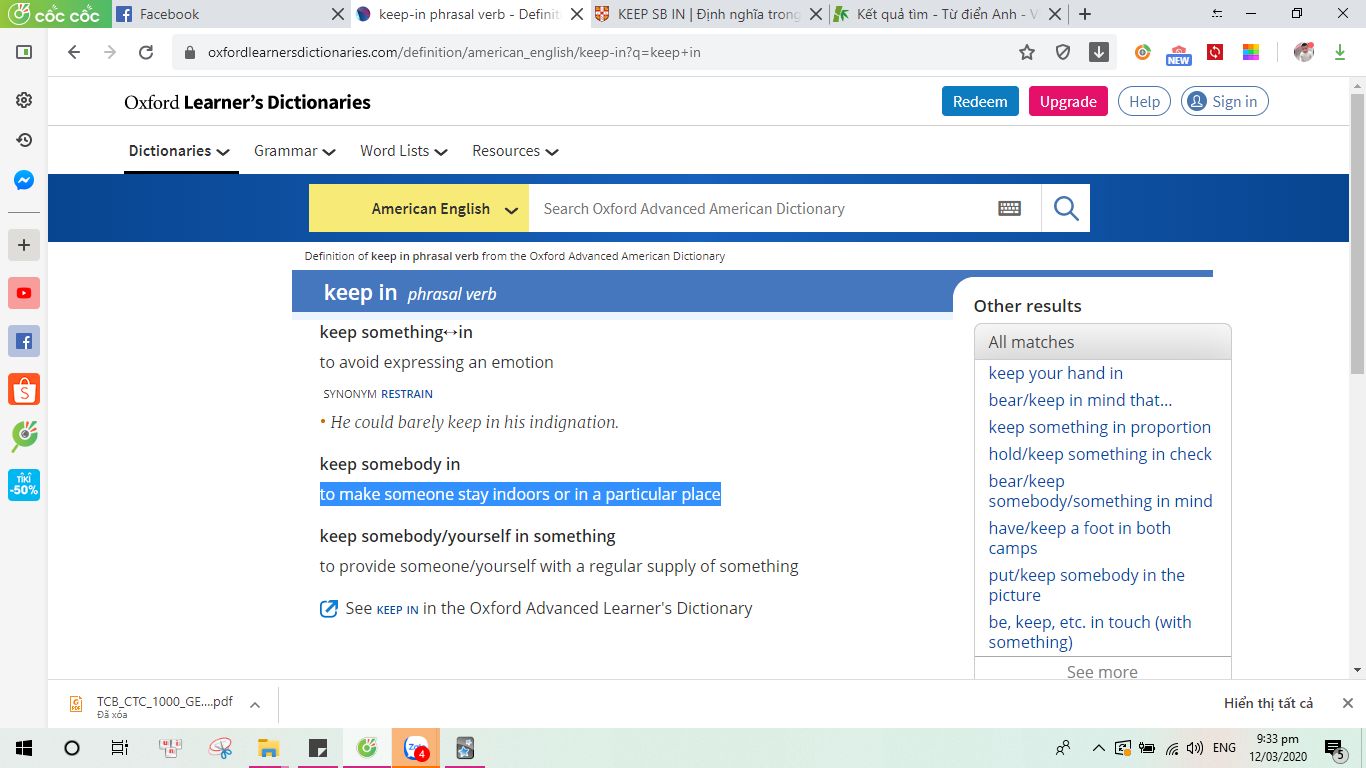 cốc cốc
Facebook
keep-in phrasal verb - Definit
KEEP SB IN | Định nghĩa trong
Kết quả tìm - Từ điển Anh - V
oxfordlearnersdictionaries.com/definition/american_english/keep-in?q=keep+in
NEW
Oxford Learner's Dictionaries
Redeem
Upgrade
Help
Sign in
Dictionaries
Grammar
Word Lists
Resources
American English
Search Oxford Advanced American Dictionary
Definition of keep in phrasal verb from the Oxford Advanced American Dictionary
keep in phrasal verb
keep something↔in
to avoid expressing an emotion
SYNONYM RESTRAIN
• He could barely keep in his indignation.
keep somebody in
to make someone stay indoors or in a particular place
keep somebody/yourself in something
to provide someone/yourself with a regular supply of something
See KEEP IN in the Oxford Advanced Learner's Dictionary
Other results
All matches
keep your hand in
bear/keep in mind that…
keep something in proportion
hold/keep something in check
bear/keep
somebody/something in mind
have/keep a foot in both
camps
put/keep somebody in the
picture
be, keep, etc. in touch (with
something)
See more
TIKI
-50%
TCB_CTC_1000_GE....pdf
Đã xóa
Hiển thị tất cả
4
ENG
9:33 pm
12/03/2020
5